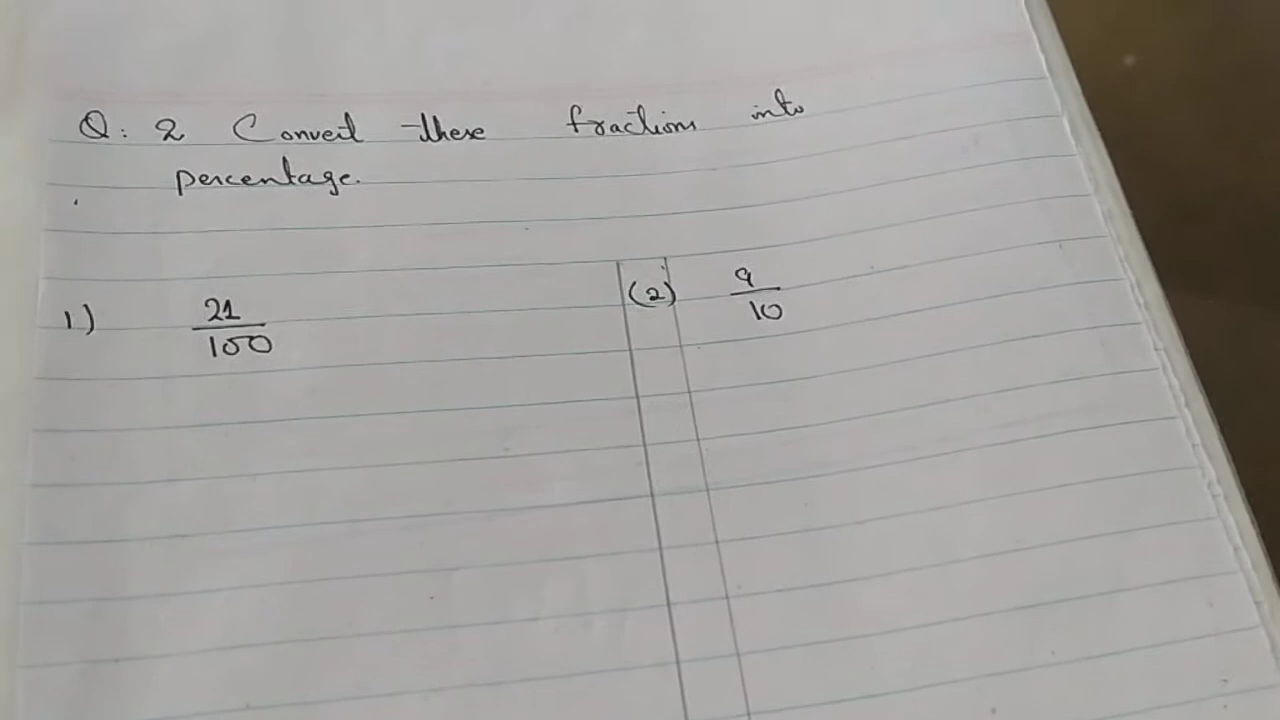 Q: 2 Convert these fractions into
percentage.
1) 21/100
(2) 9/10